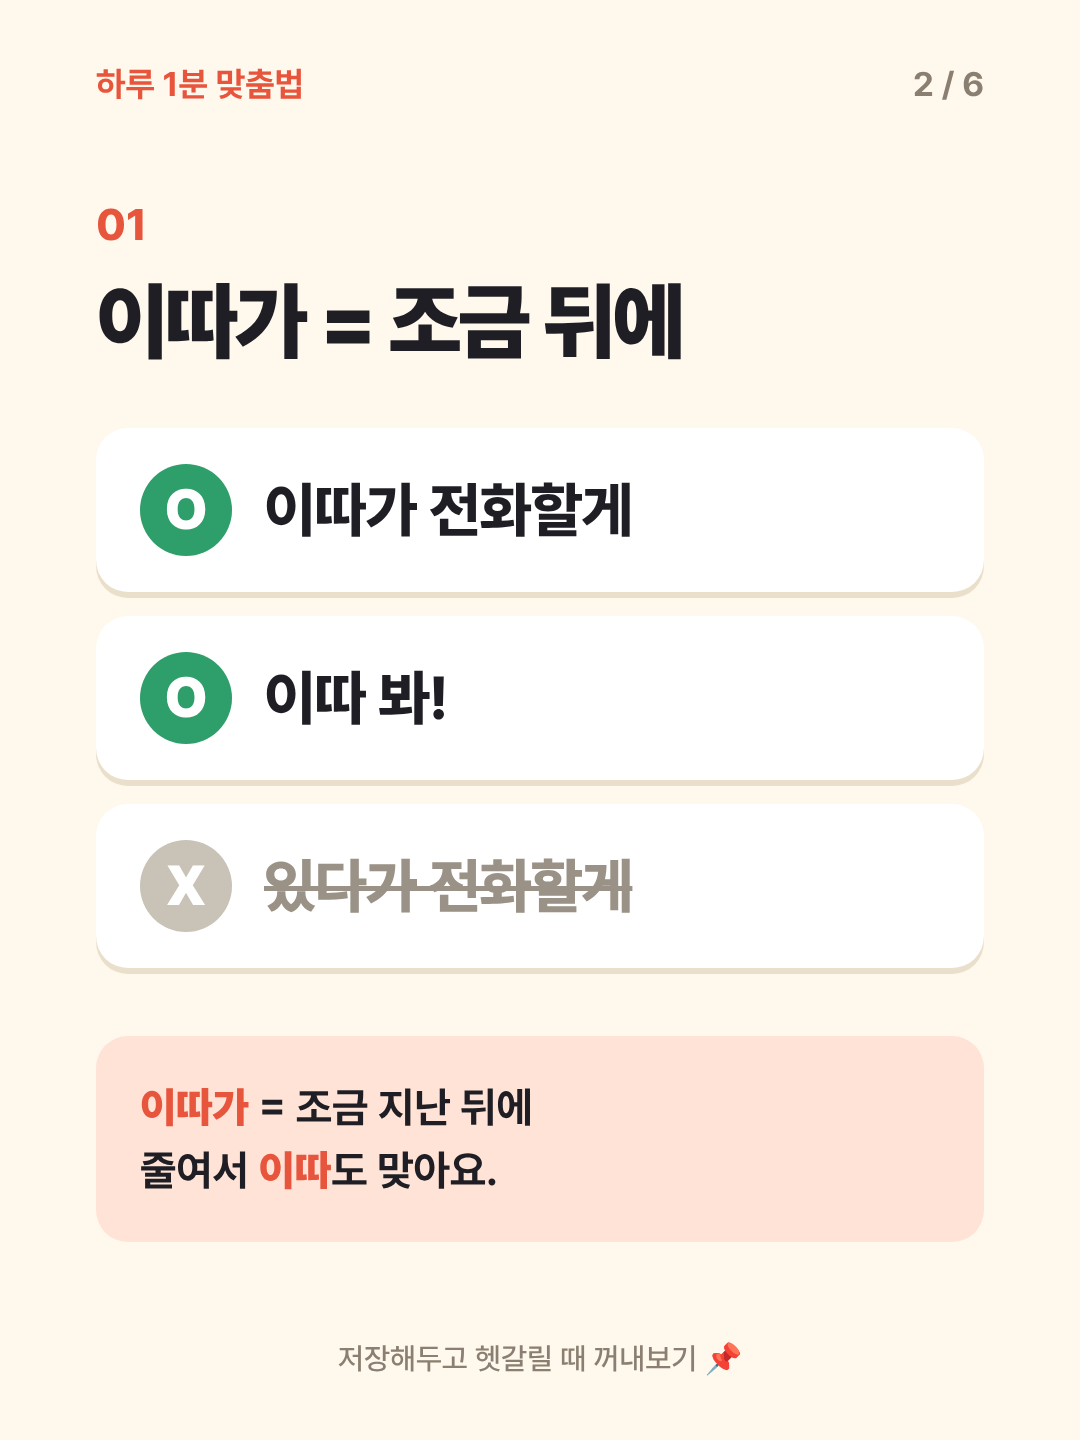 하루 1분 맞춤법
2 / 6
01
이따가 = 조금 뒤에
O 이따가 전화할게
O 이따 봐!
X 있다가 전화할게
이따가 = 조금 지난 뒤에
줄여서 이따도 맞아요.
저장해두고 헷갈릴 때 꺼내보기 📌